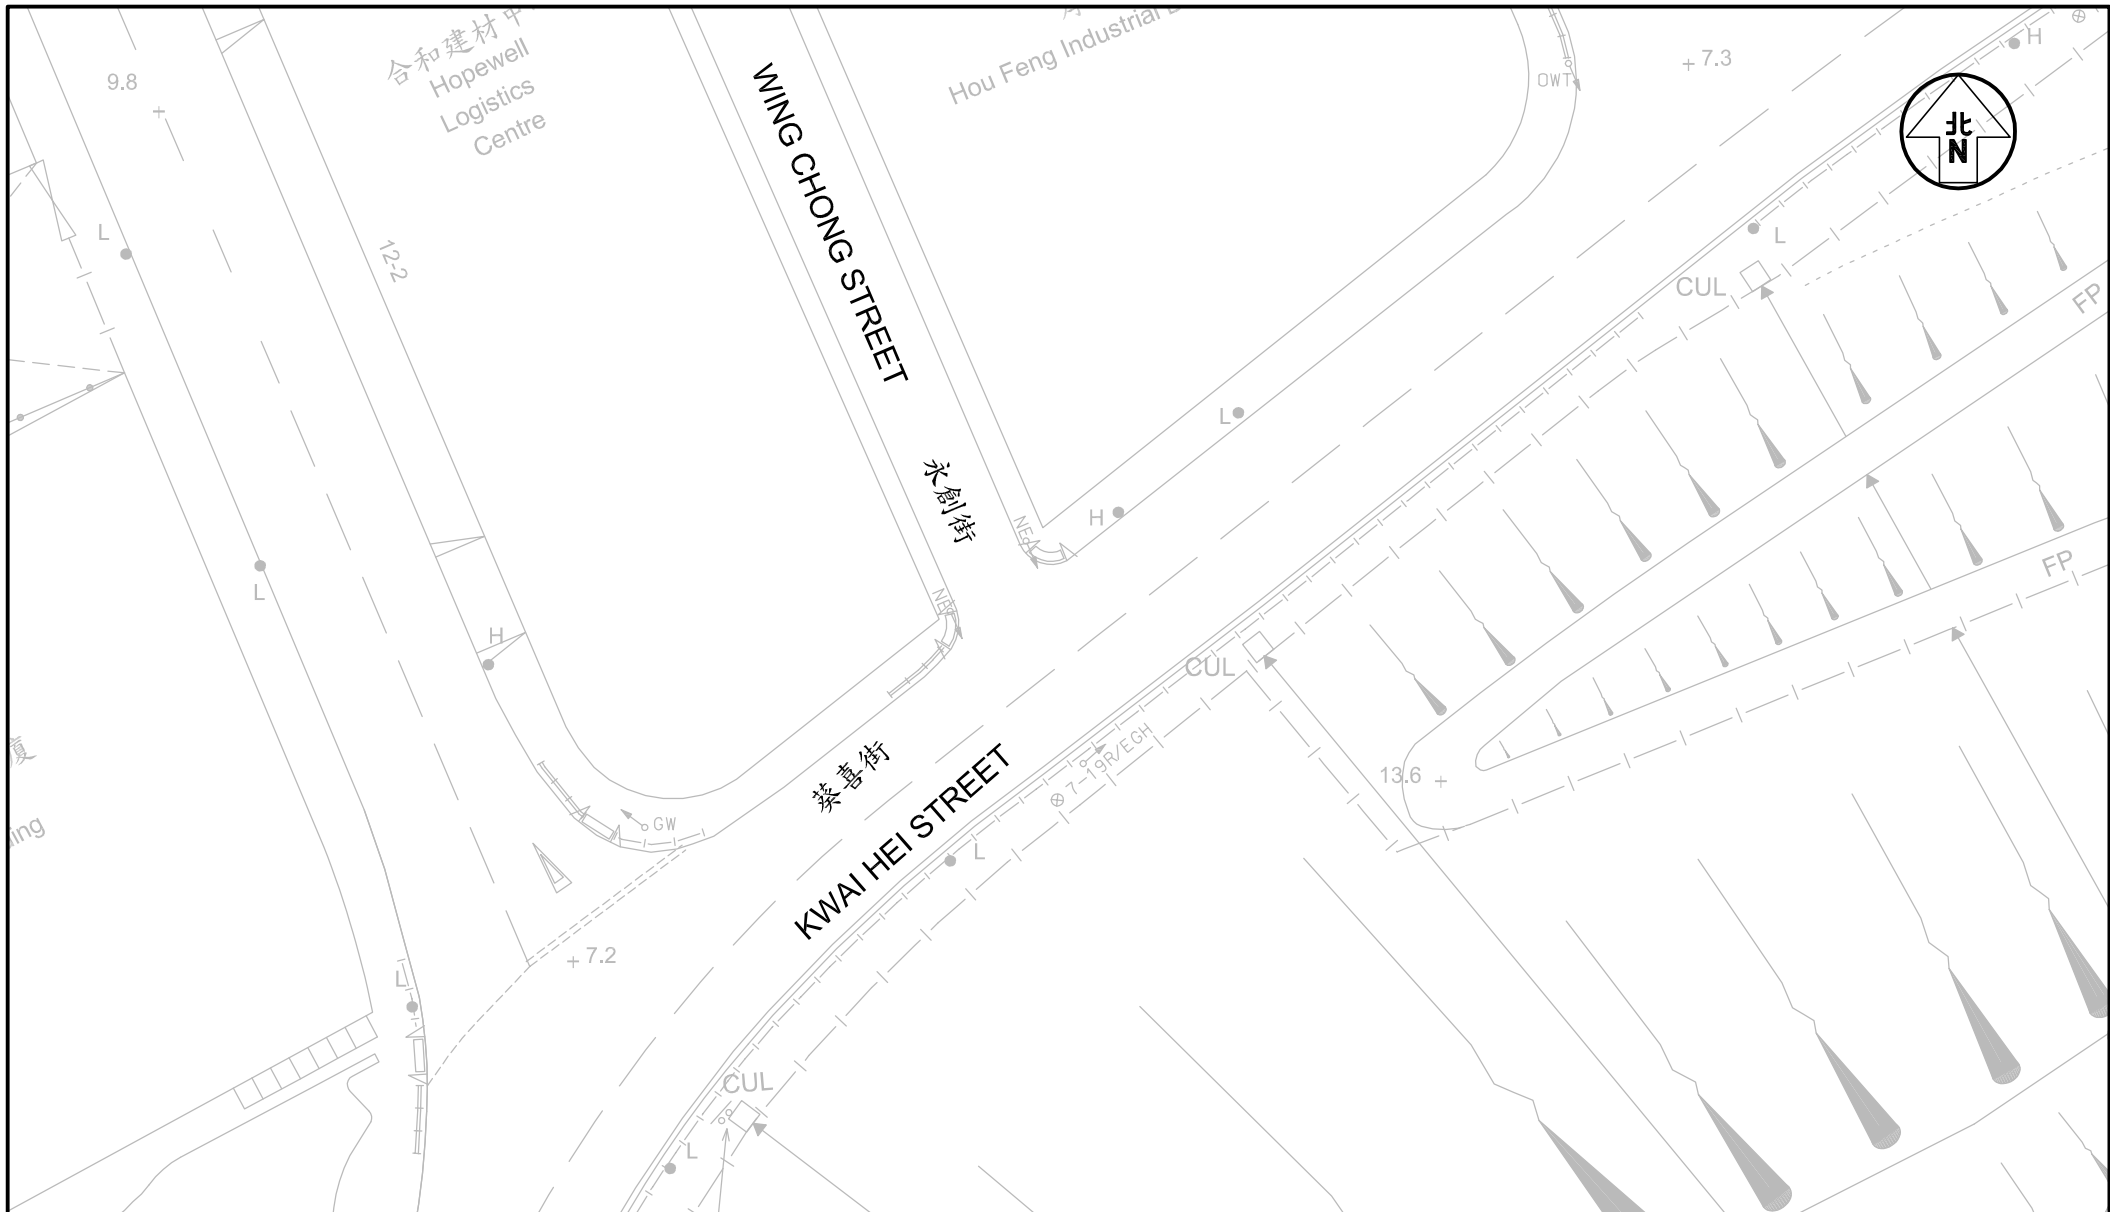 9.8
合和建材中
Hopewell
Logistics
Centre
12-2
WING CHONG STREET
永創街
Hou Feng Industrial
OWT
7.3
H
北
N
L
CUL
FP
L
L
H
NE
NE
L
L
H
FP
CUL
13.6
7-19R/EGH
葵喜街
KWAI HEI STREET
L
GW
廈
ing
7.2
L
CUL
L